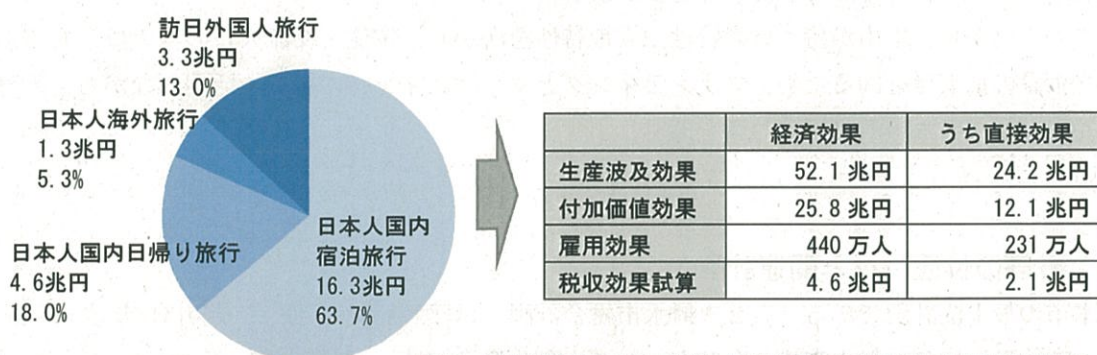 訪日外国人旅行
3.3兆円
13.0%
日本人海外旅行
1.3兆円
5.3%
日本人国内日帰り旅行
4.6兆円
18.0%
日本人国内
宿泊旅行
16.3兆円
63.7%
経済効果 うち直接効果
生産波及効果 52.1 兆円 24.2 兆円
付加価値効果 25.8 兆円 12.1 兆円
雇用効果 440 万人 231 万人
税収効果試算 4.6 兆円 2.1 兆円